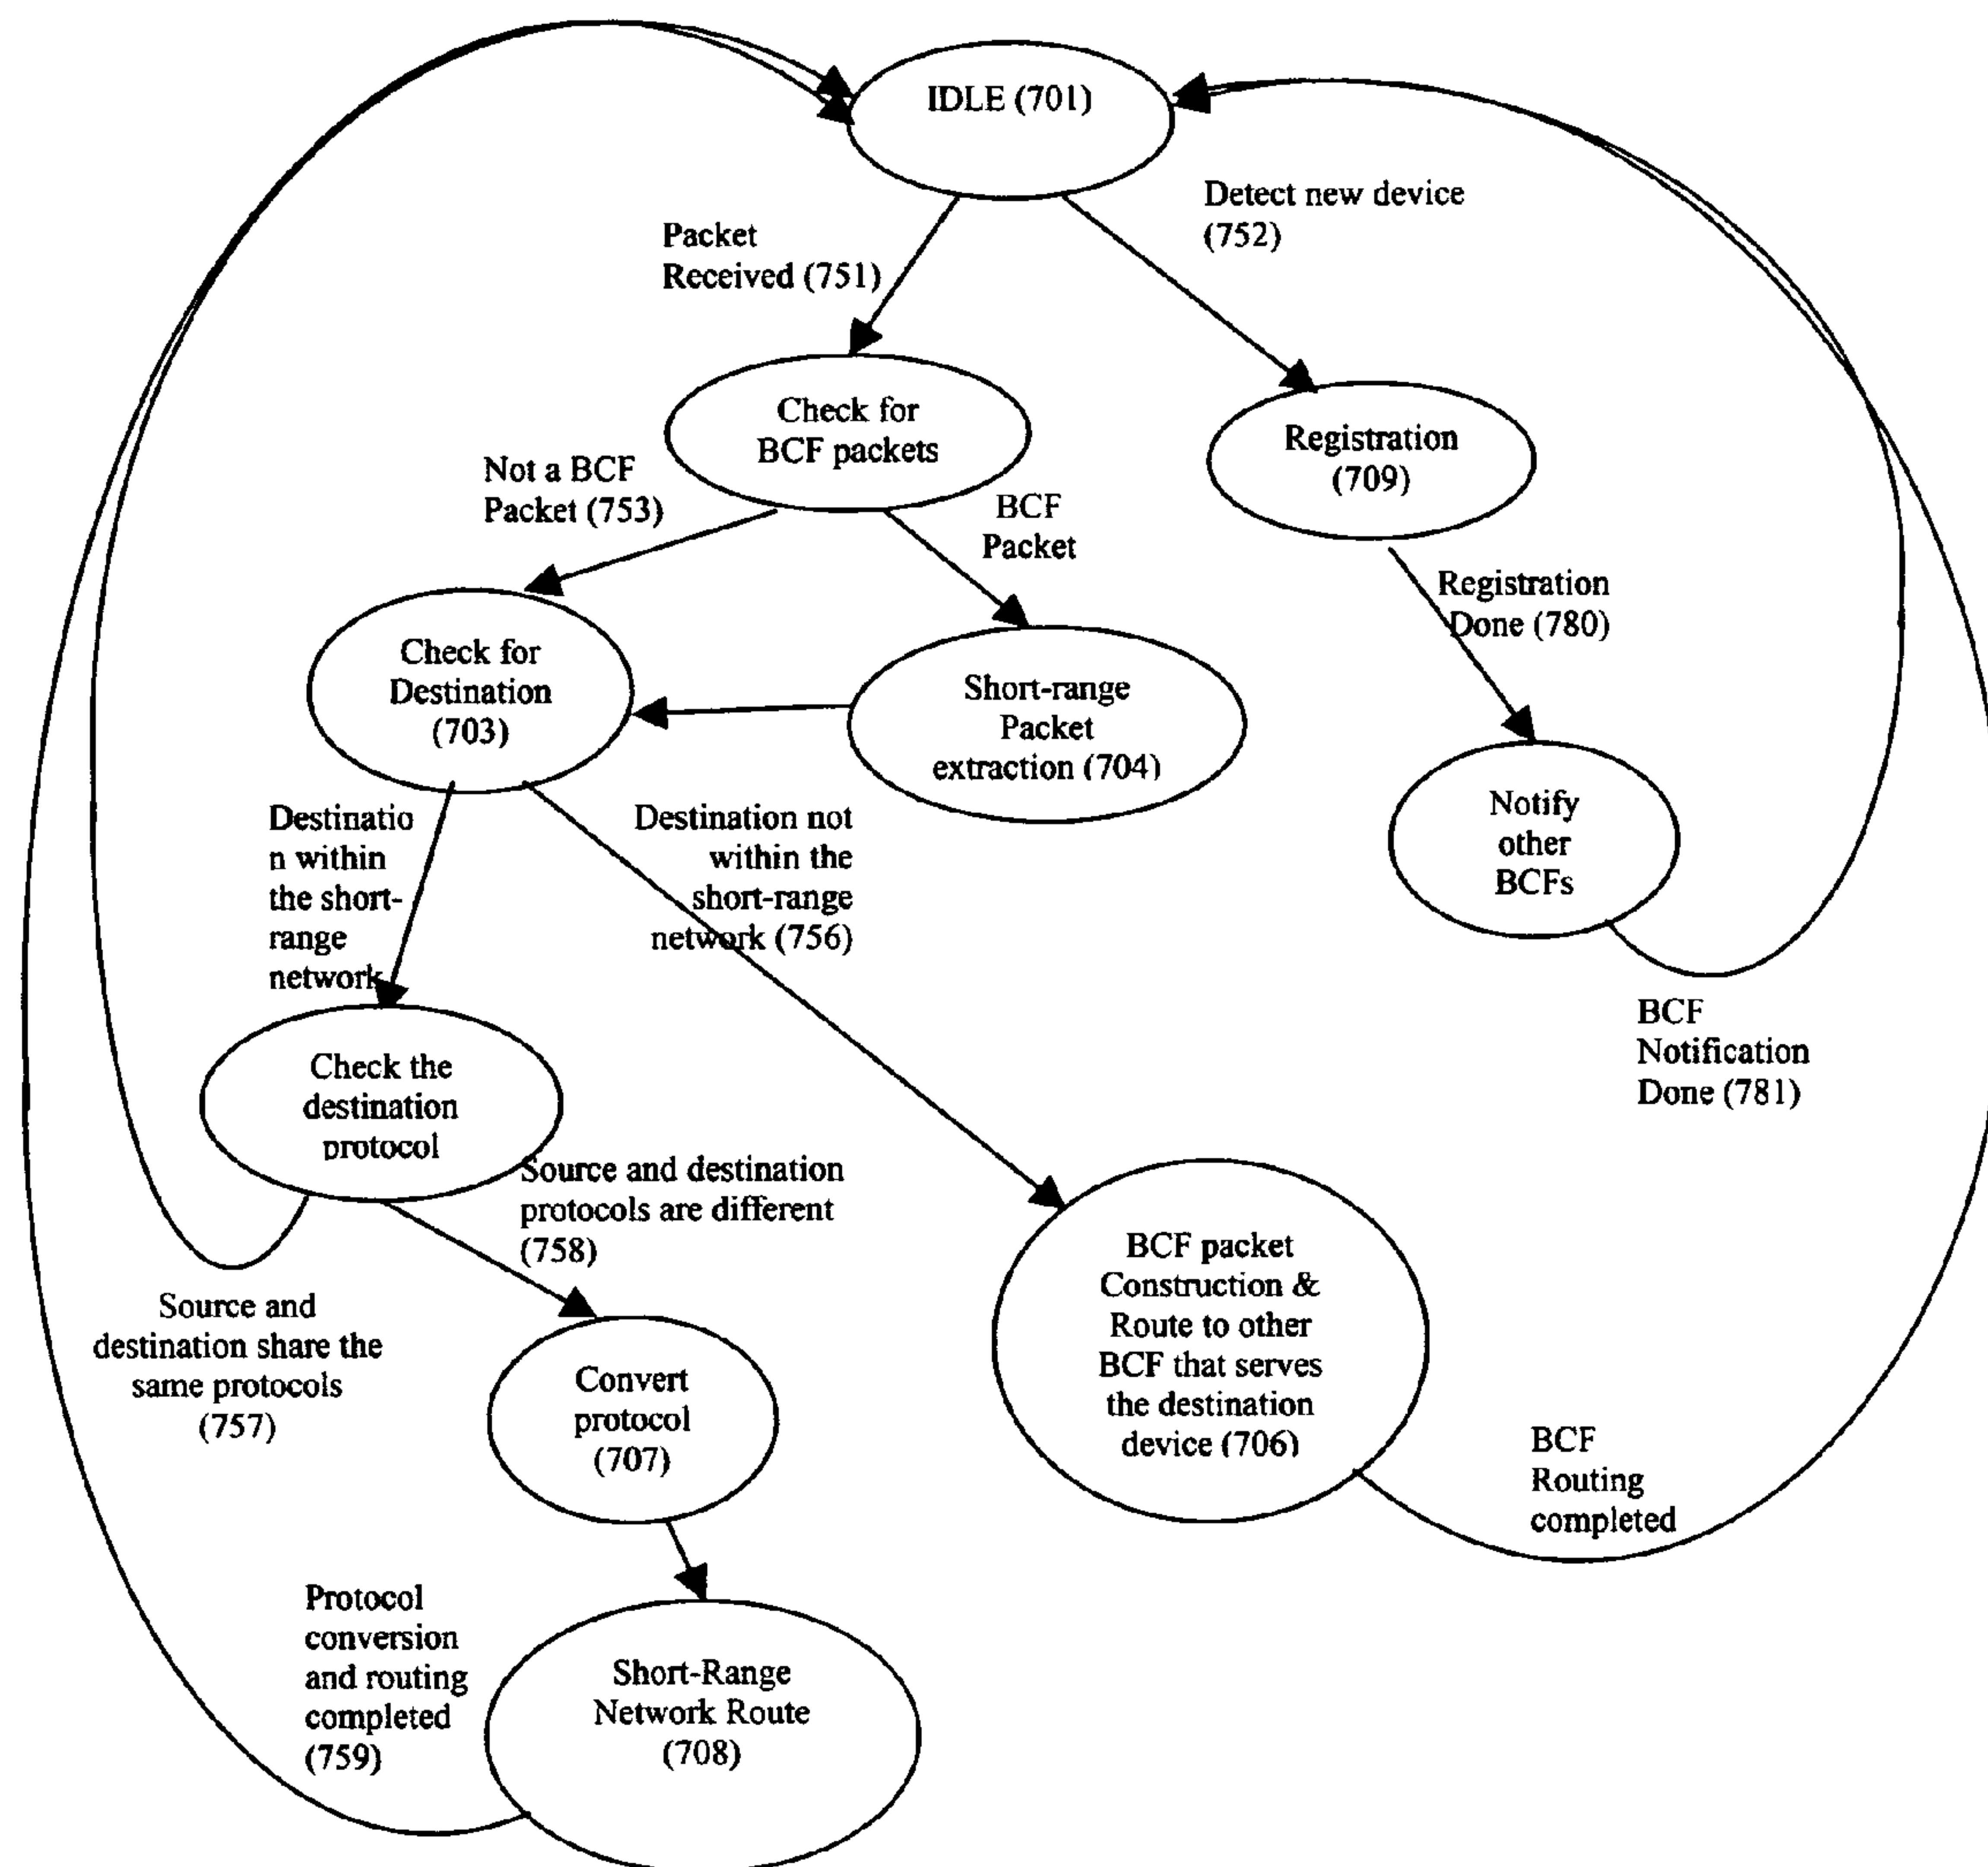 IDLE (701)
Detect new device
(752)
Packet
Received (751)
Check for
BCF packets
Registration
(709)
Not a BCF
Packet (753)
BCF
Packet
Registration
Done (780)
Check for
Destination
(703)
Short-range
Packet
extraction (704)
Notify
other
BCFs
Destinatio
n within
the short-
range
network
Destination not
within the
short-range
network (756)
BCF
Notification
Done (781)
Check the
destination
protocol
Source and destination
protocols are different
(758)
Source and
destination share the
same protocols
(757)
Convert
protocol
(707)
BCF packet
Construction &
Route to other
BCF that serves
the destination
device (706)
BCF
Routing
completed
Protocol
conversion
and routing
completed
(759)
Short-Range
Network Route
(708)